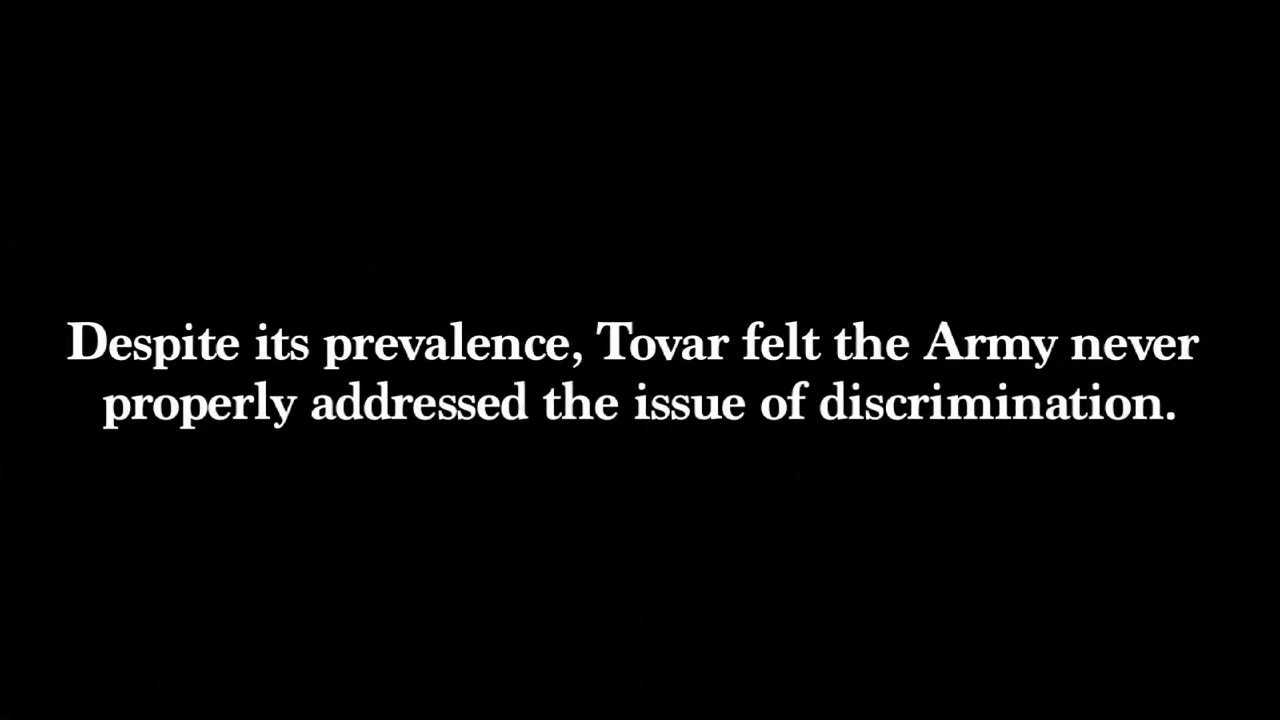 Despite its prevalence, Tovar felt the Army never
properly addressed the issue of discrimination.